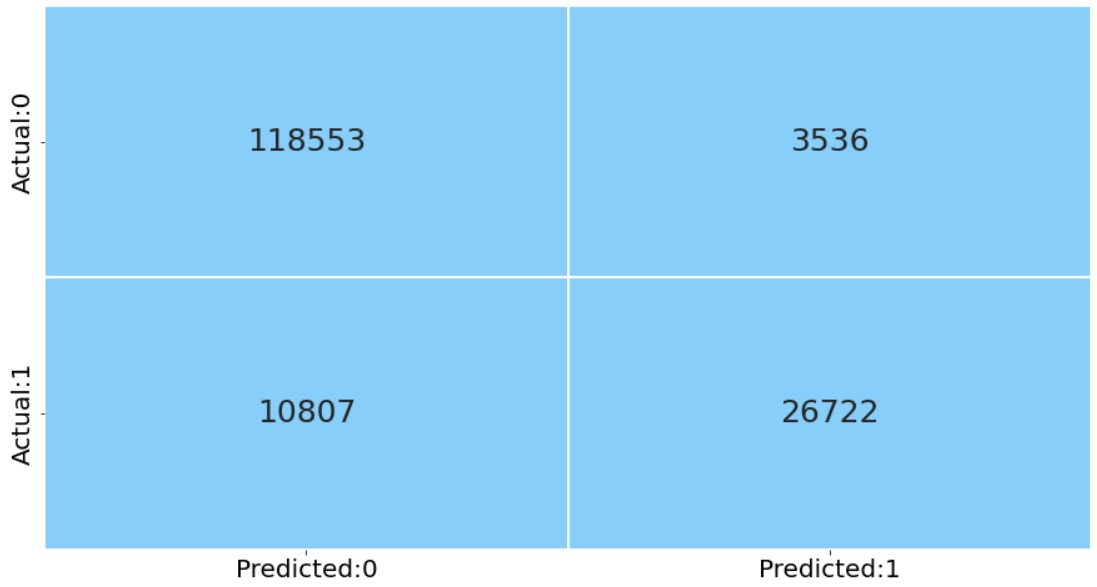 Actual:0
118553
3536
Actual:1
10807
26722
Predicted:0
Predicted:1